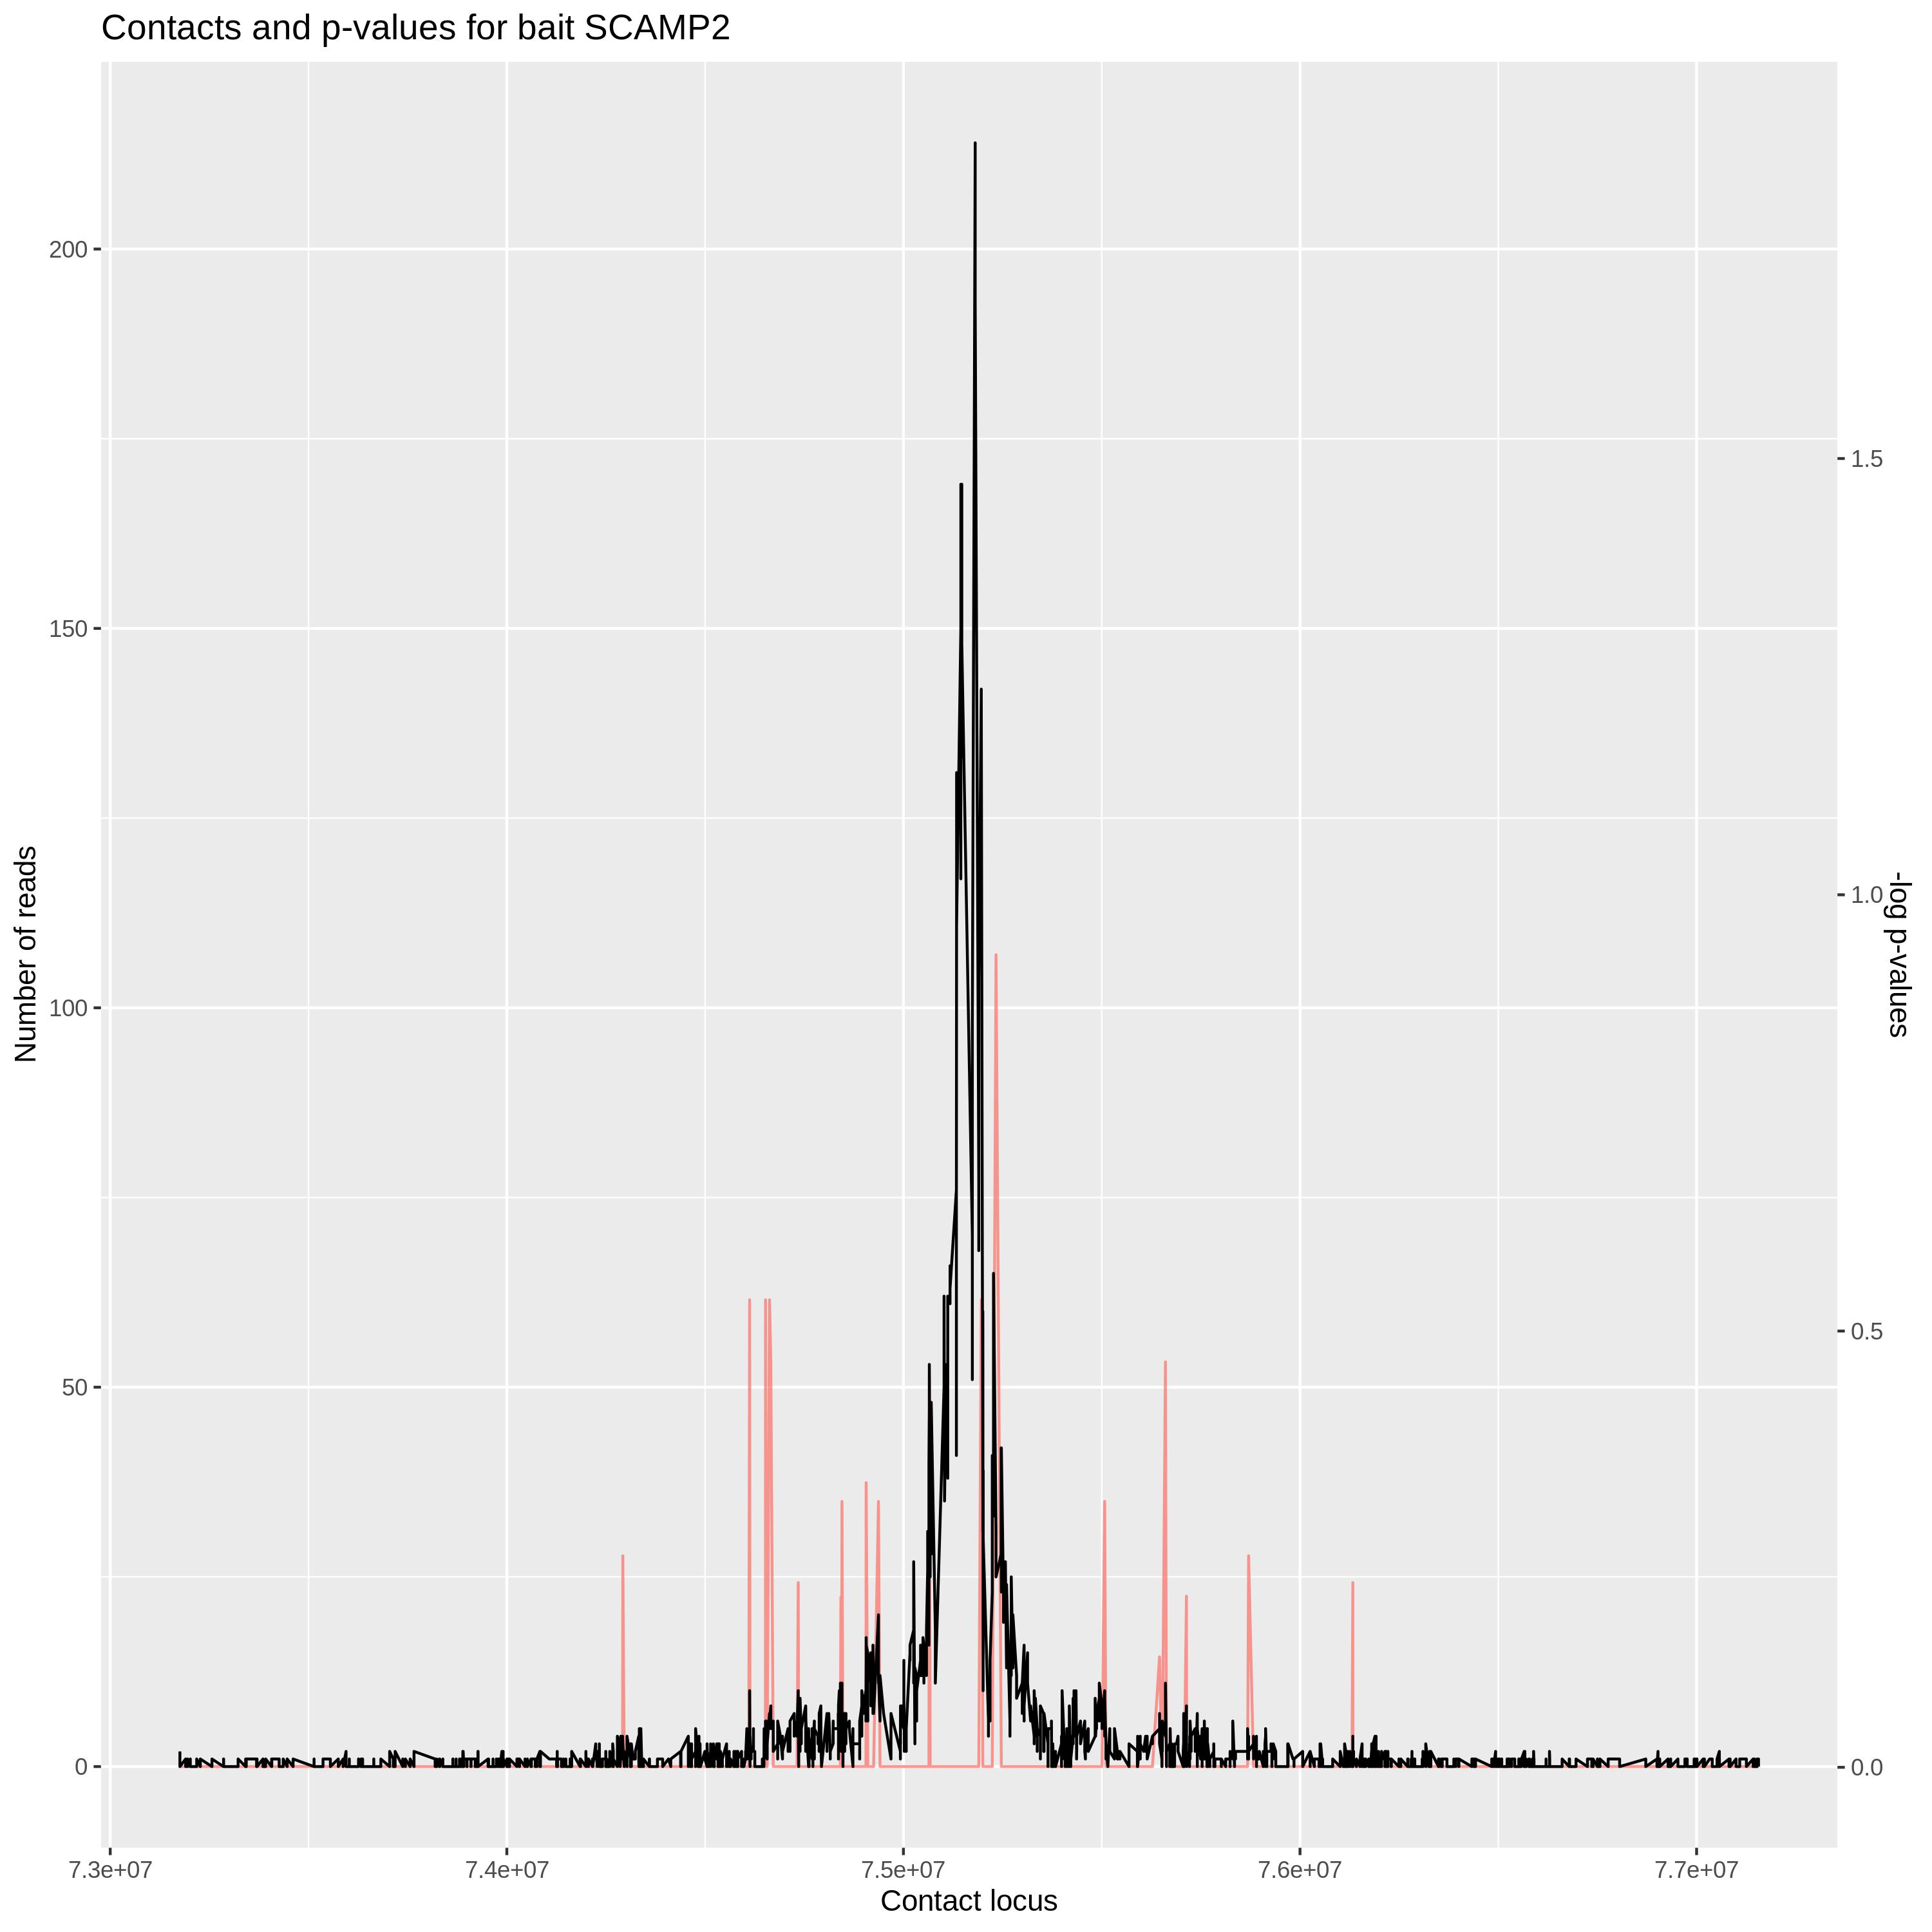 Contacts and p-values for bait SCAMP2
200
150
100
50
0
Number of reads
1.5
1.0
0.5
0.0
-log p-values
7.3e+07
7.4e+07
7.5e+07
7.6e+07
7.7e+07
Contact locus